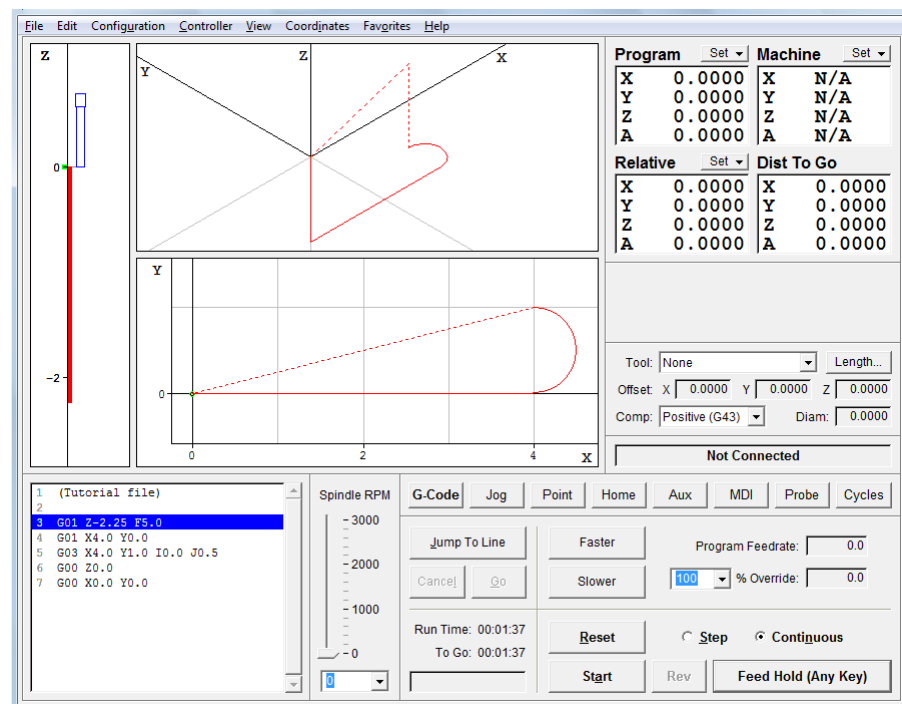 File Edit Configuration Controller View Coordinates Favorites Help
Z
0
−2
Y Z X
Y
0
0 2 4 X
Program Set Machine Set
X 0.0000 X N/A
Y 0.0000 Y N/A
Z 0.0000 Z N/A
A 0.0000 A N/A
Relative Set Dist To Go
X 0.0000 X 0.0000
Y 0.0000 Y 0.0000
Z 0.0000 Z 0.0000
A 0.0000 A 0.0000
Tool: None Length...
Offset: X 0.0000 Y 0.0000 Z 0.0000
Comp: Positive (G43) Diam: 0.0000
Not Connected
1 (Tutorial file)
2
3 G01 Z-2.25 F5.0
4 G01 X4.0 Y0.0
5 G03 X4.0 Y1.0 I0.0 J0.5
6 G00 Z0.0
7 G00 X0.0 Y0.0
Spindle RPM
3000
2000
1000
0
0
G-Code Jog Point Home Aux MDI Probe Cycles
Jump To Line Faster Program Feedrate: 0.0
Cancel Go Slower 100 % Override: 0.0
Run Time: 00:01:37
To Go: 00:01:37
Reset Step Continuous
Start Rev Feed Hold (Any Key)